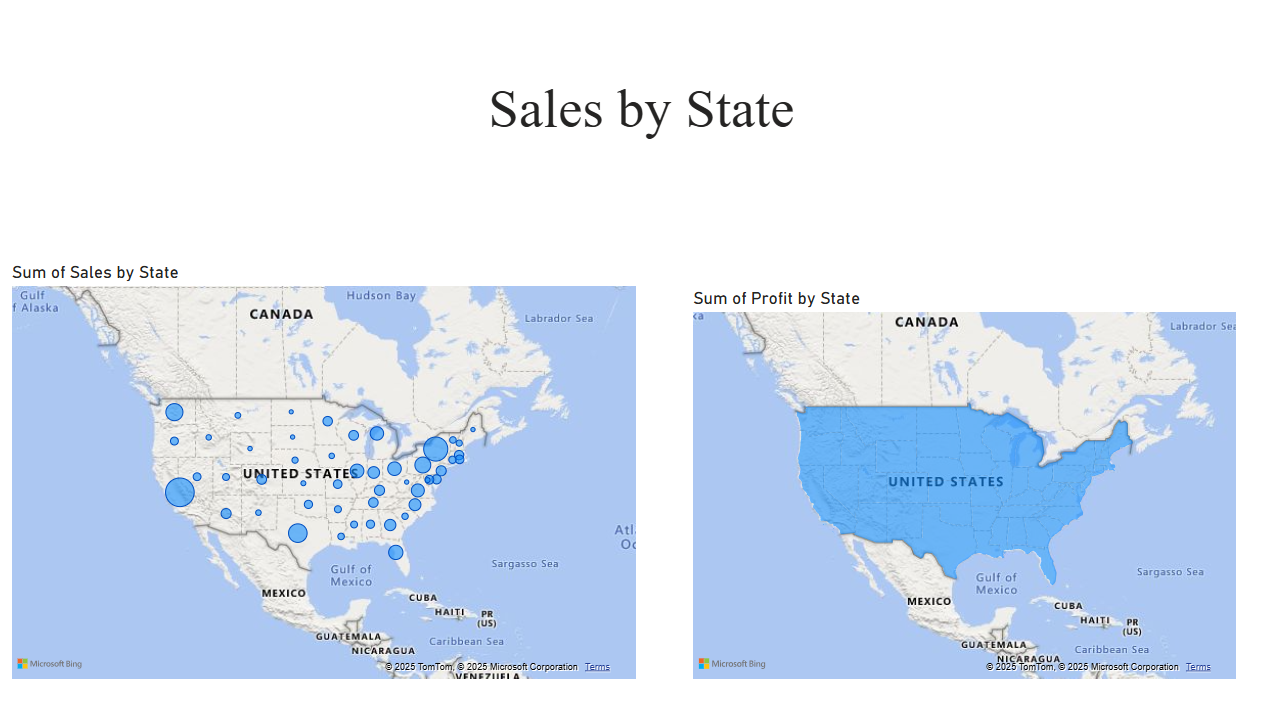 Sales by State
Sum of Sales by State
Gulf
f Alaska
Hudson Bay
CANADA
Labrador Sea
UNITED STATES
Atl
Oc
Gulf of
Mexico
Sargasso Sea
MEXICO
CUBA
HAITI
PR
(US)
GUATEMALA
Caribbean Sea
NICARAGUA
Microsoft Bing
© 2025 TomTom, © 2025 Microsoft Corporation Terms
VENEZUELA
Sum of Profit by State
ka
CANADA
Labrador Sea
UNITED STATES
Gulf of
Mexico
Sargasso Sea
MEXICO
CUBA
HAITI
PR
(US)
GUATEMALA
Caribbean Sea
NICARAGUA
Microsoft Bing
© 2025 TomTom, © 2025 Microsoft Corporation Terms